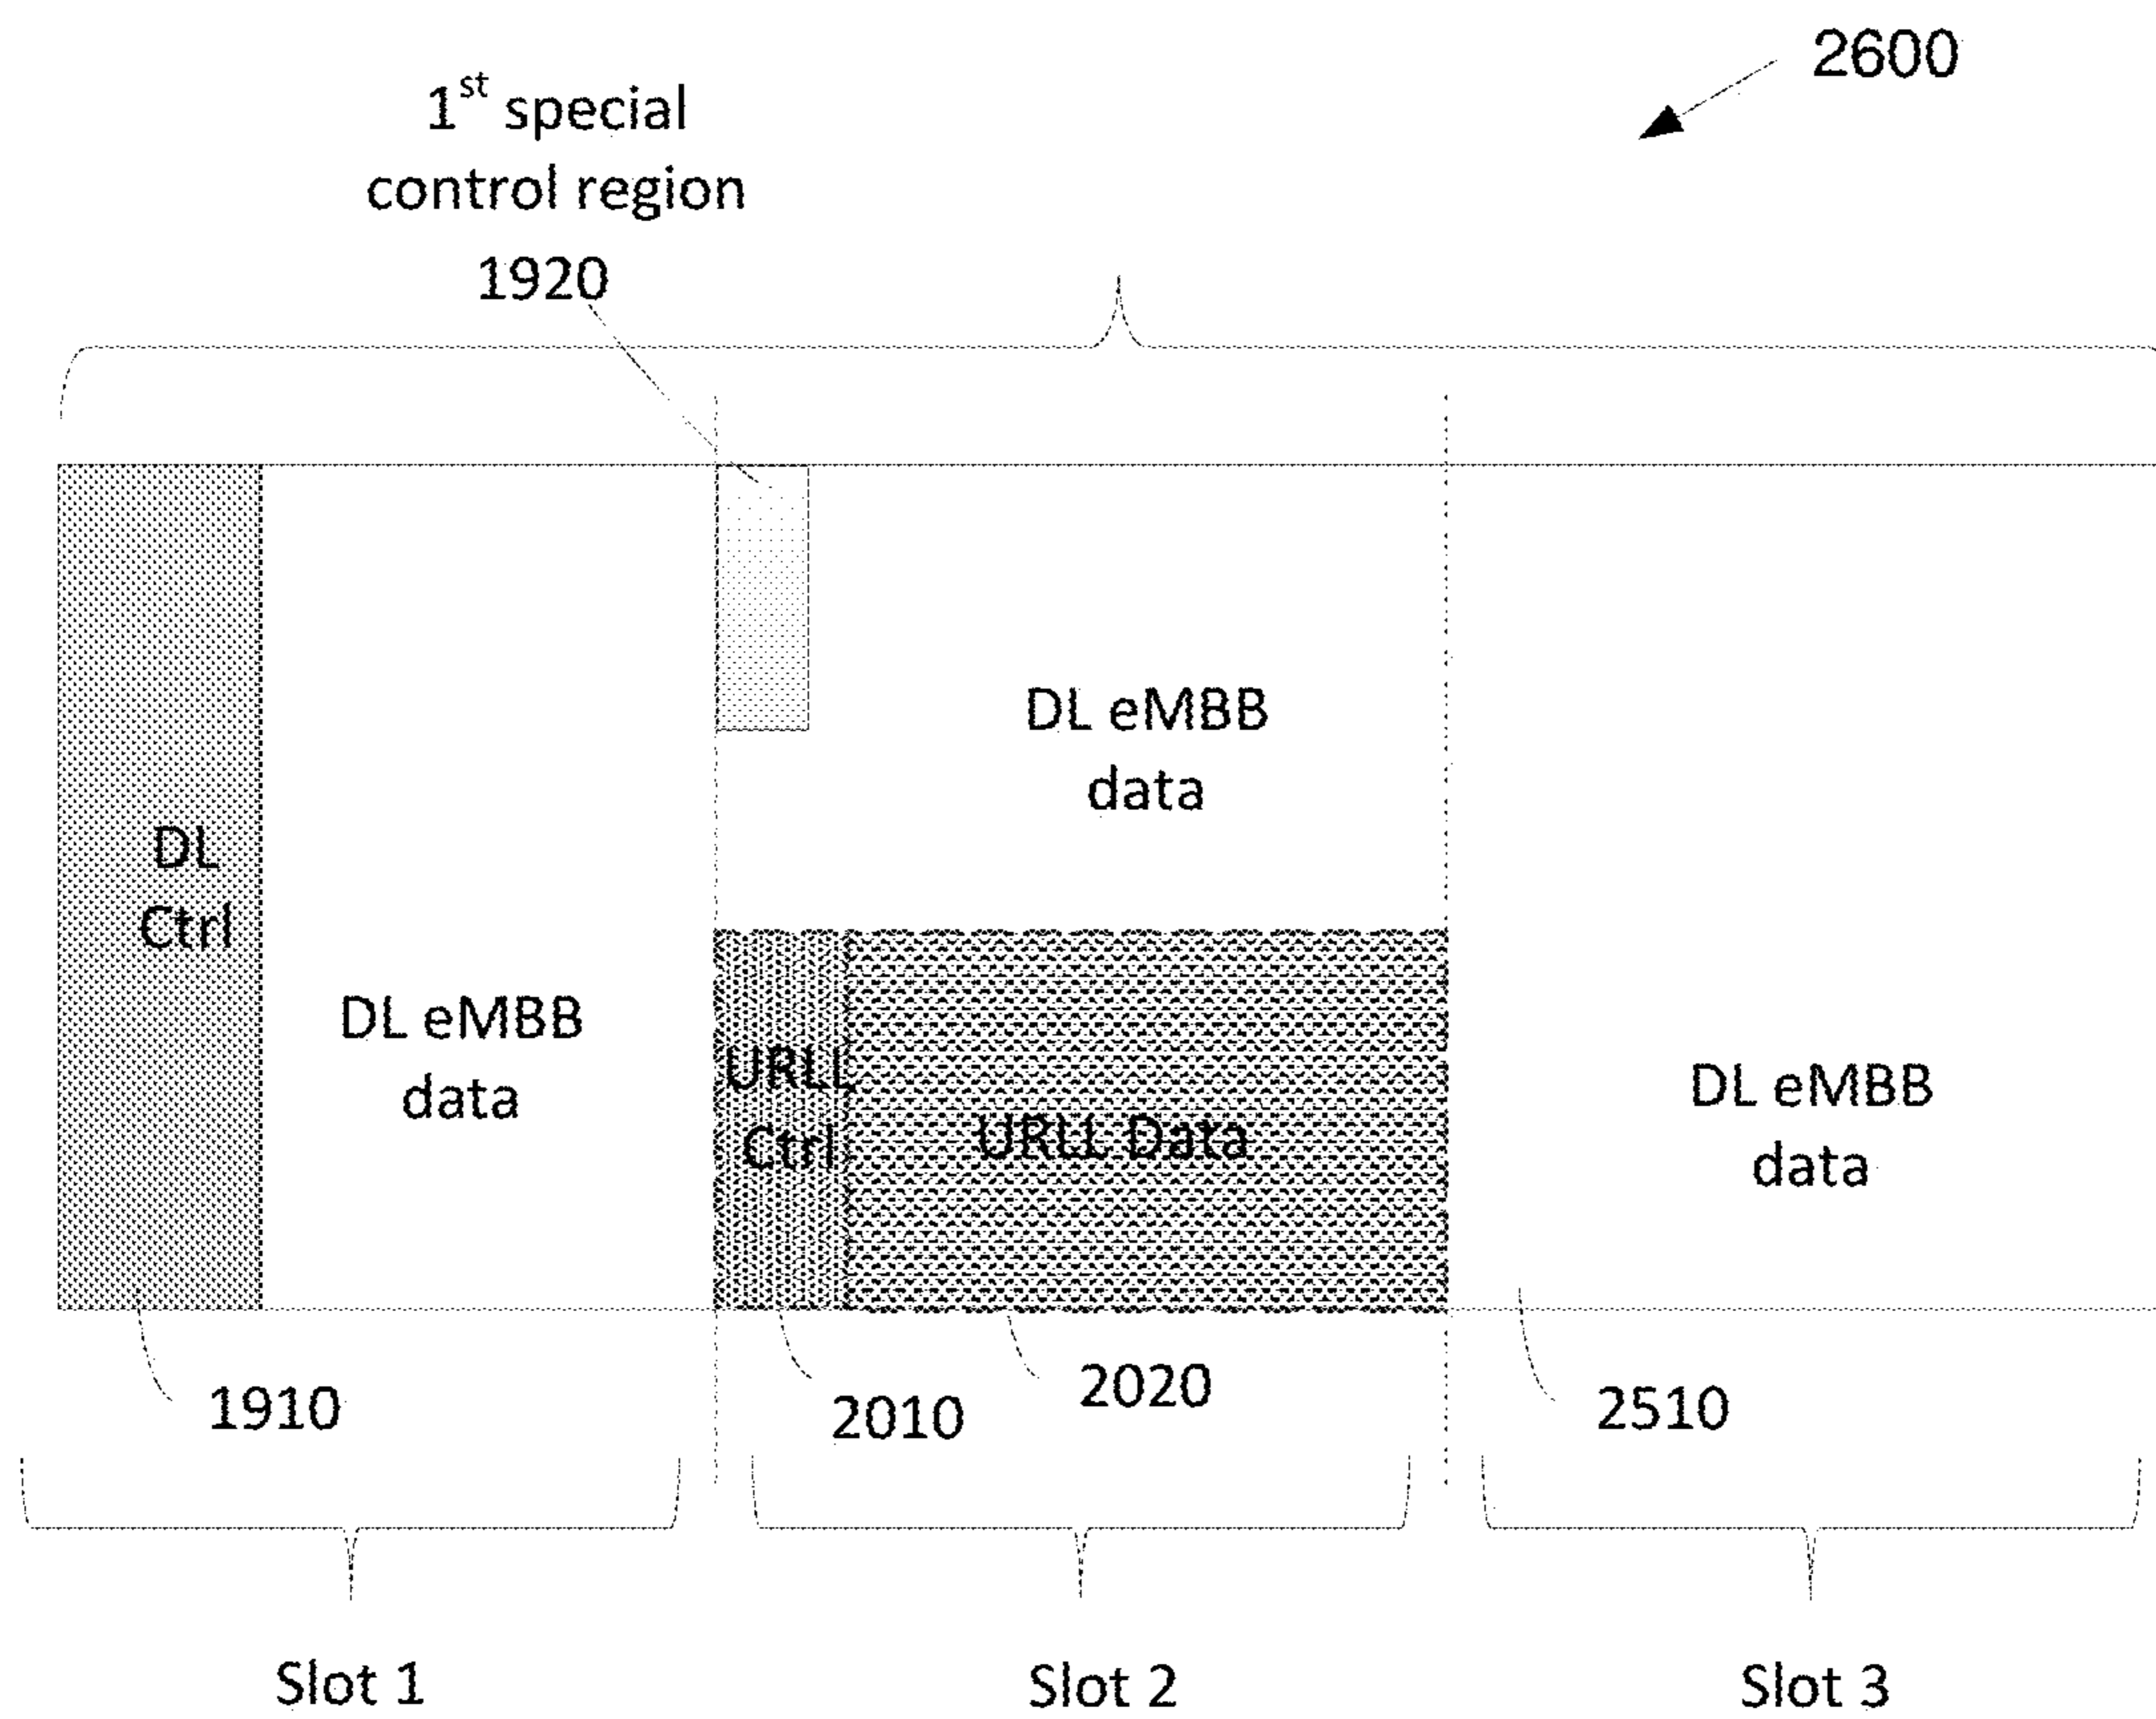 2600
1st special
control region
1920
DL
Ctrl
DL eMBB
data
DL eMBB
data
URLL
Ctrl
URLL Data
DL eMBB
data
1910
2010
2020
2510
Slot 1
Slot 2
Slot 3